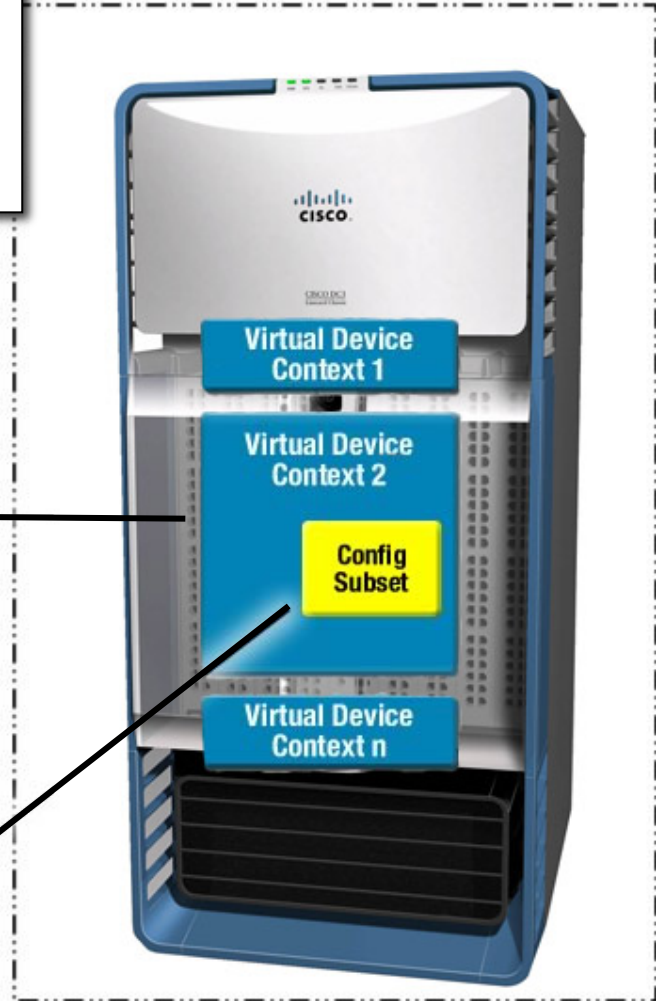 CISCO.
Virtual Device
Context 1
Virtual Device
Context 2
Config
Subset
Virtual Device
Context n